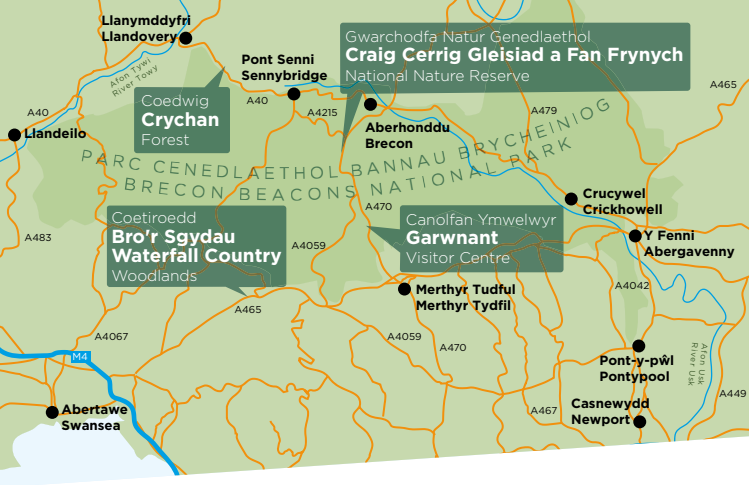 Llanymddyfri
Llandovery
Afon Tywi
River Towy
Pont Senni
Sennybridge
Gwarchodfa Natur Genedlaethol
Craig Cerrig Gleisiad a Fan Frynych
National Nature Reserve
A465
A40
Coedwig
Crychan
Forest
A40
A4215
A479
Llandeilo
Aberhonddu
Brecon
PARC CENEDLAETHOL BANNAU BRYCHEINIOG
BRECON BEACONS NATIONAL PARK
Crucywel
Crickhowell
A470
Coetiroedd
Bro'r Sgydau
Waterfall Country
Woodlands
Canolfan Ymwelwyr
Garwnant
Visitor Centre
A483
A4059
Y Fenni
Abergavenny
Merthyr Tudful
Merthyr Tydfil
A4042
A465
A4067
A4059
A470
M4
Pont-y-pŵl
Pontypool
Afon Usk
River Usk
A449
Abertawe
Swansea
A467
Casnewydd
Newport